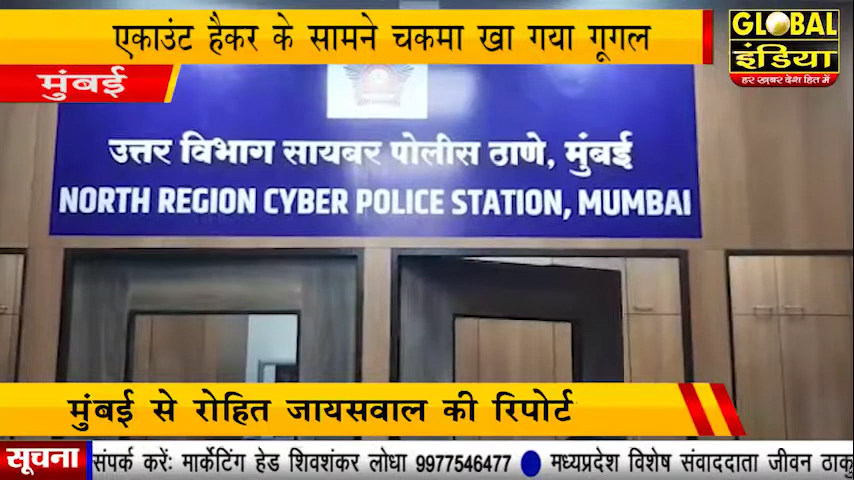 एकाउंट हैकर के सामने चकमा खा गया गूगल
GLOBAL
इंडिया
हर ख़बर देश हित में
मुंबई
उत्तर विभाग सायबर पोलीस ठाणे, मुंबई
NORTH REGION CYBER POLICE STATION, MUMBAI
मुंबई से रोहित जायसवाल की रिपोर्ट
सूचना
संपर्क करें: मार्केटिंग हेड शिवशंकर लोधा 9977546477 ● मध्यप्रदेश विशेष संवाददाता जीवन ठाकु